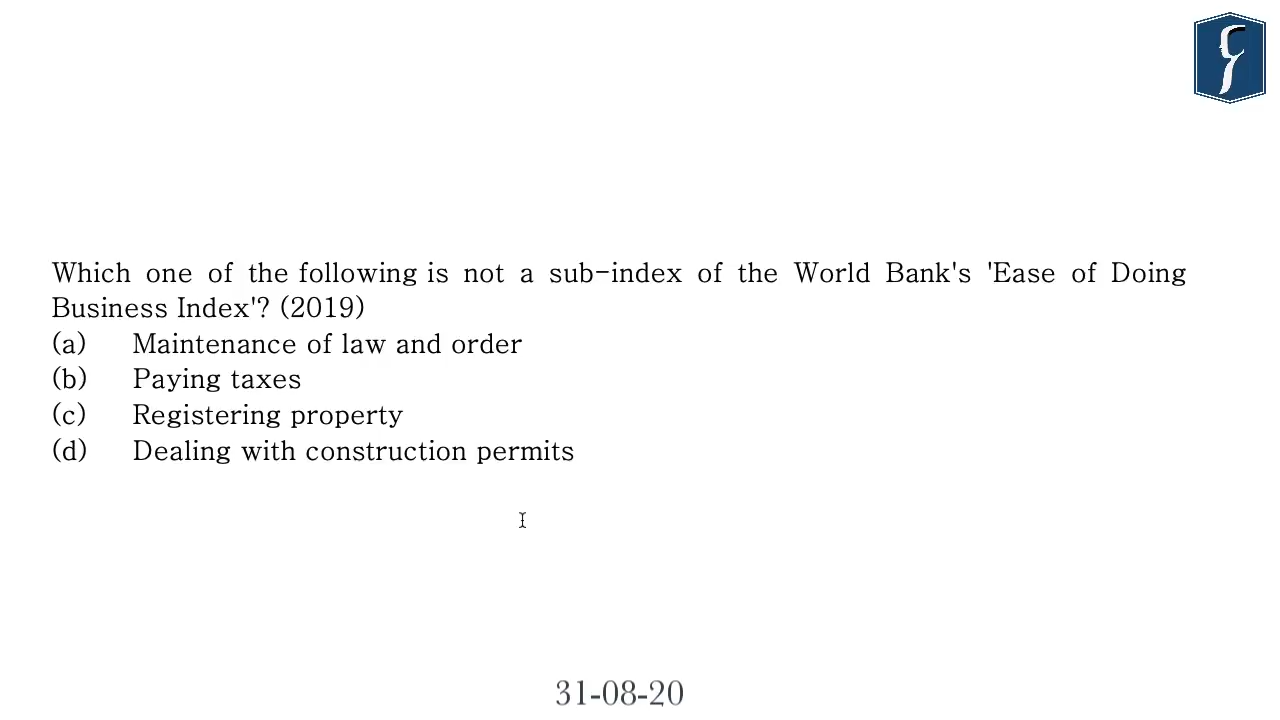 Which one of the following is not a sub-index of the World Bank's 'Ease of Doing
Business Index'? (2019)
(a) Maintenance of law and order
(b) Paying taxes
(c) Registering property
(d) Dealing with construction permits
31-08-20